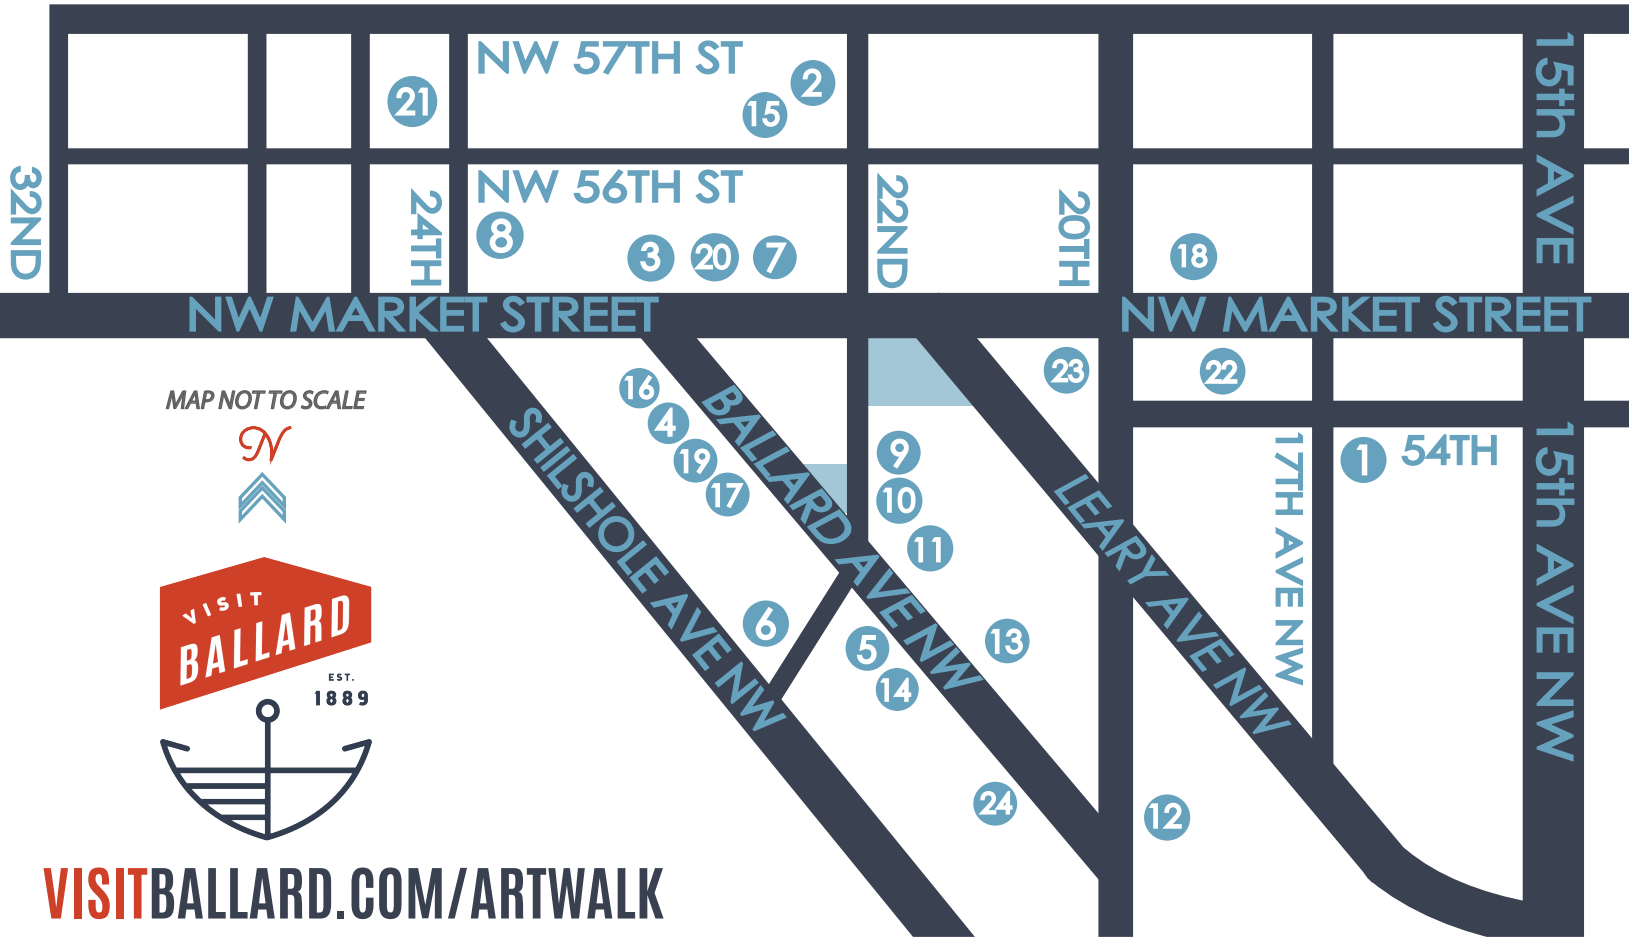 NW 57TH ST
15th AVE
2
21
15
32ND
NW 56TH ST
24TH
22ND
20TH
8
3
20
7
18
NW MARKET STREET
NW MARKET STREET
MAP NOT TO SCALE
N
16
4
19
17
SHILSHOLE AVE NW
BALLARD AVE NW
23
22
9
10
11
LEARY AVE NW
17TH AVE NW
1
54TH
15th AVE NW
6
5
14
13
24
12
VISIT
BALLARD
EST.
1889
VISITBALLARD.COM/ARTWALK